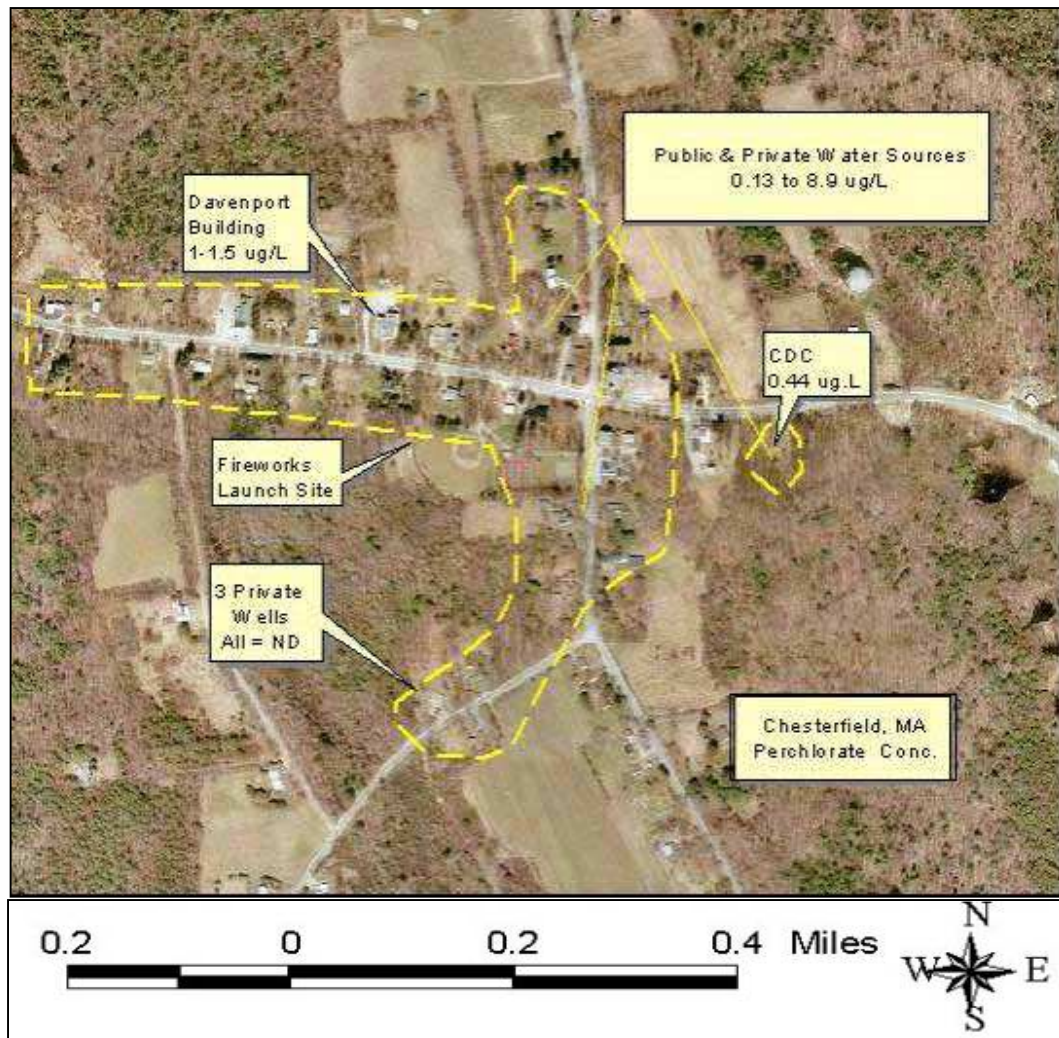 Public & Private Water Sources
0.13 to 8.9 ug/L
Davenport
Building
1-1.5 ug/L
CDC
0.44 ug.L
Fireworks
Launch Site
3 Private
Wells
All = ND
Chesterfield, MA
Perchlorate Conc.
0.2 0 0.2 0.4 Miles
N
W E
S